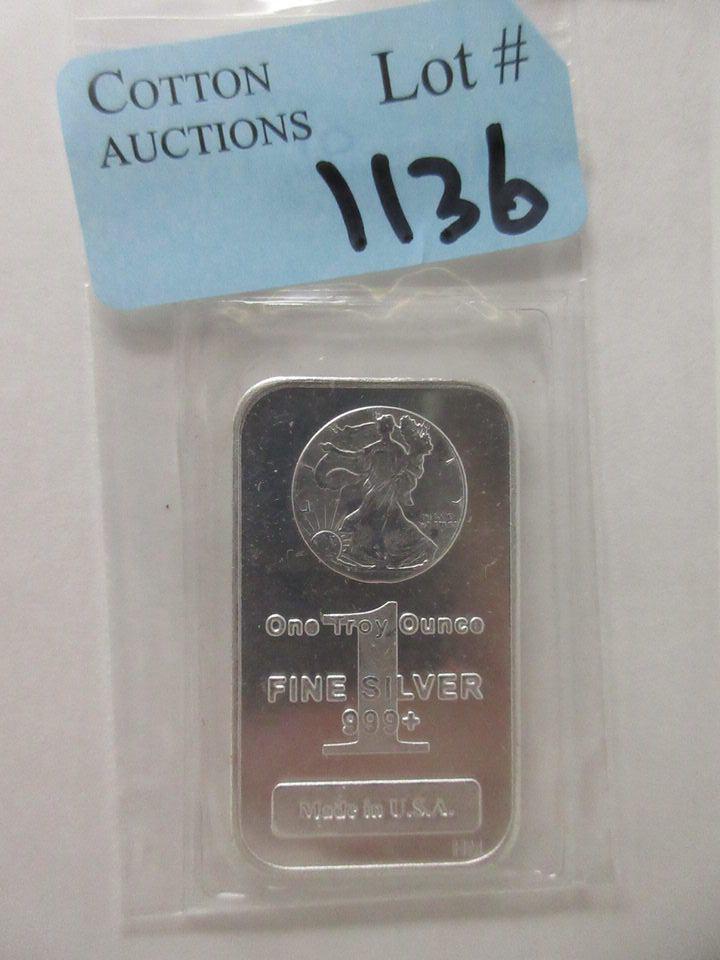 COTTON
AUCTIONS
Lot #
1136
One Troy Ounce
1
FINE SILVER
999+
Made in U.S.A.